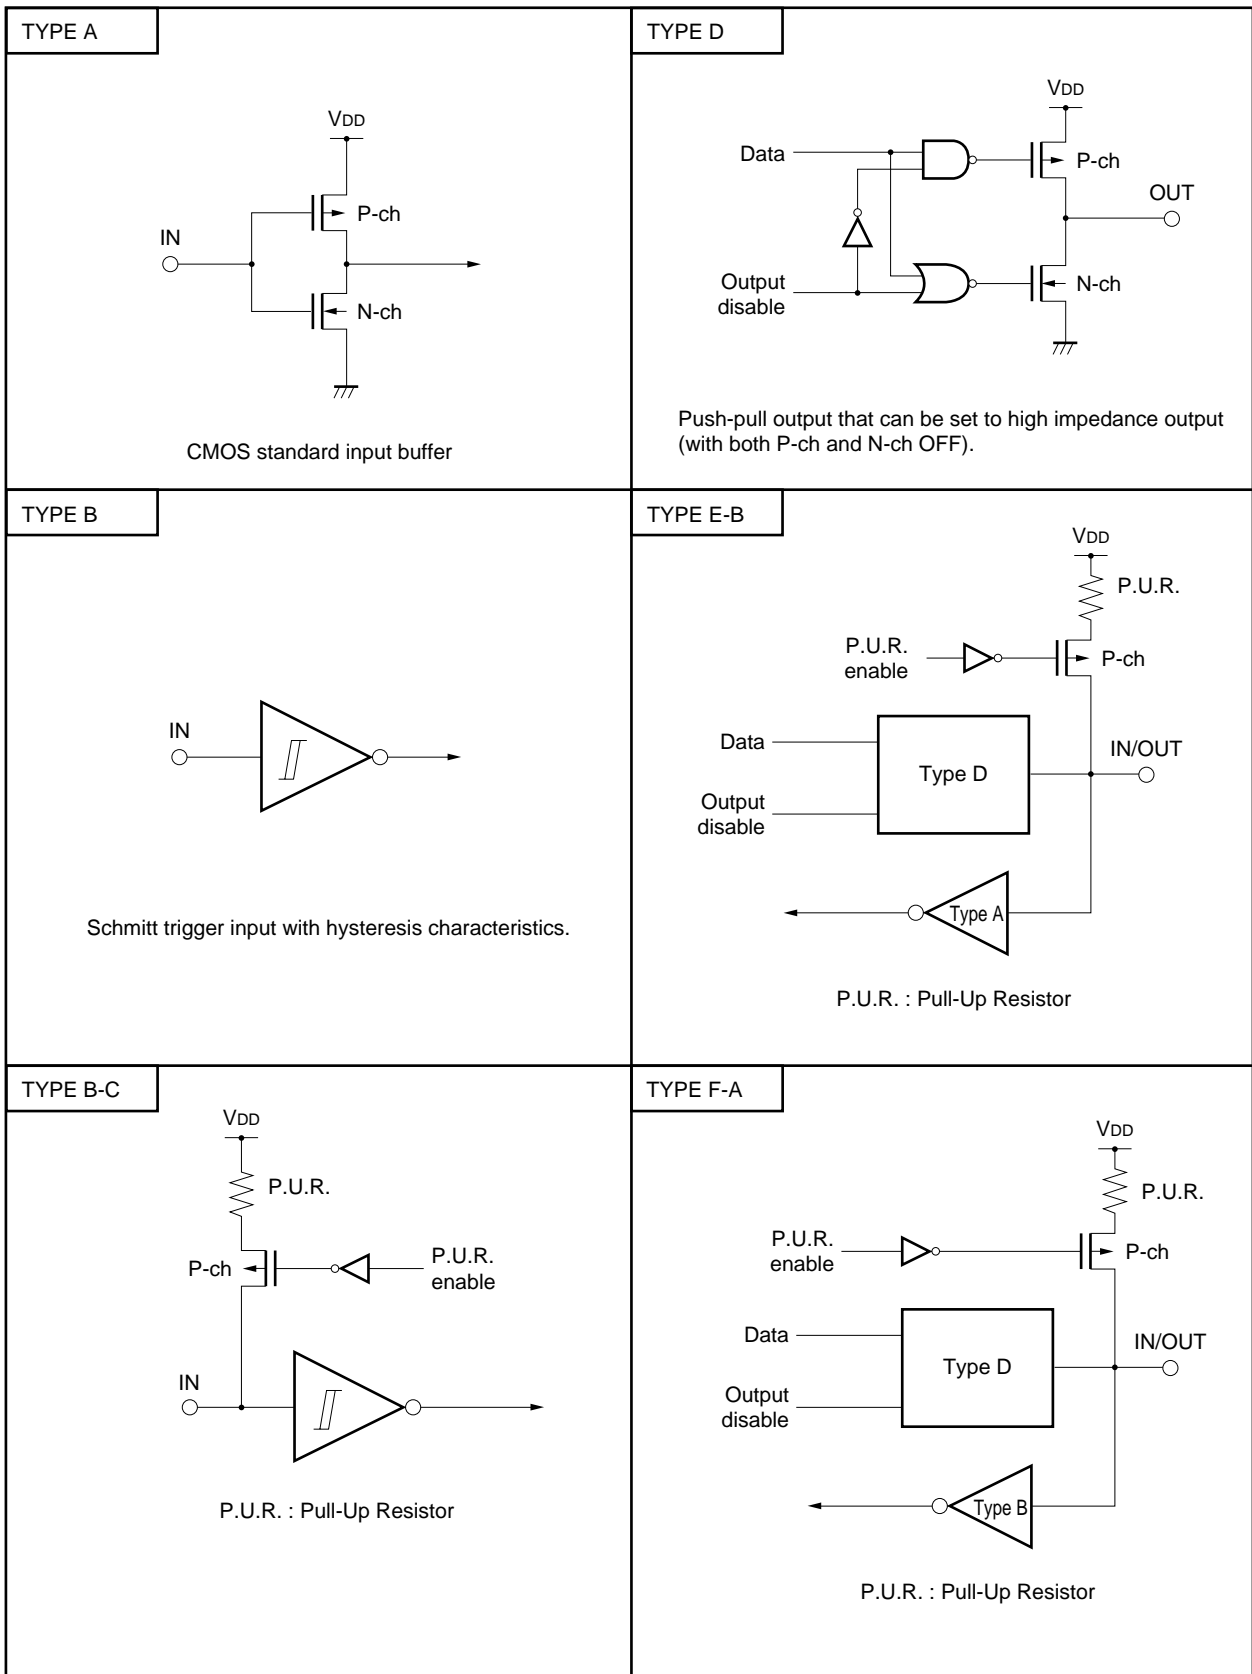 TYPE A
VDD
P-ch
IN
N-ch
CMOS standard input buffer
TYPE D
VDD
Data
P-ch
OUT
Output
disable
N-ch
Push-pull output that can be set to high impedance output
(with both P-ch and N-ch OFF).
TYPE B
IN
Schmitt trigger input with hysteresis characteristics.
TYPE E-B
VDD
P.U.R.
P.U.R.
enable
P-ch
Data
IN/OUT
Type D
Output
disable
Type A
P.U.R. : Pull-Up Resistor
TYPE B-C
VDD
P.U.R.
P-ch
P.U.R.
enable
IN
P.U.R. : Pull-Up Resistor
TYPE F-A
VDD
P.U.R.
P.U.R.
enable
P-ch
Data
IN/OUT
Type D
Output
disable
Type B
P.U.R. : Pull-Up Resistor